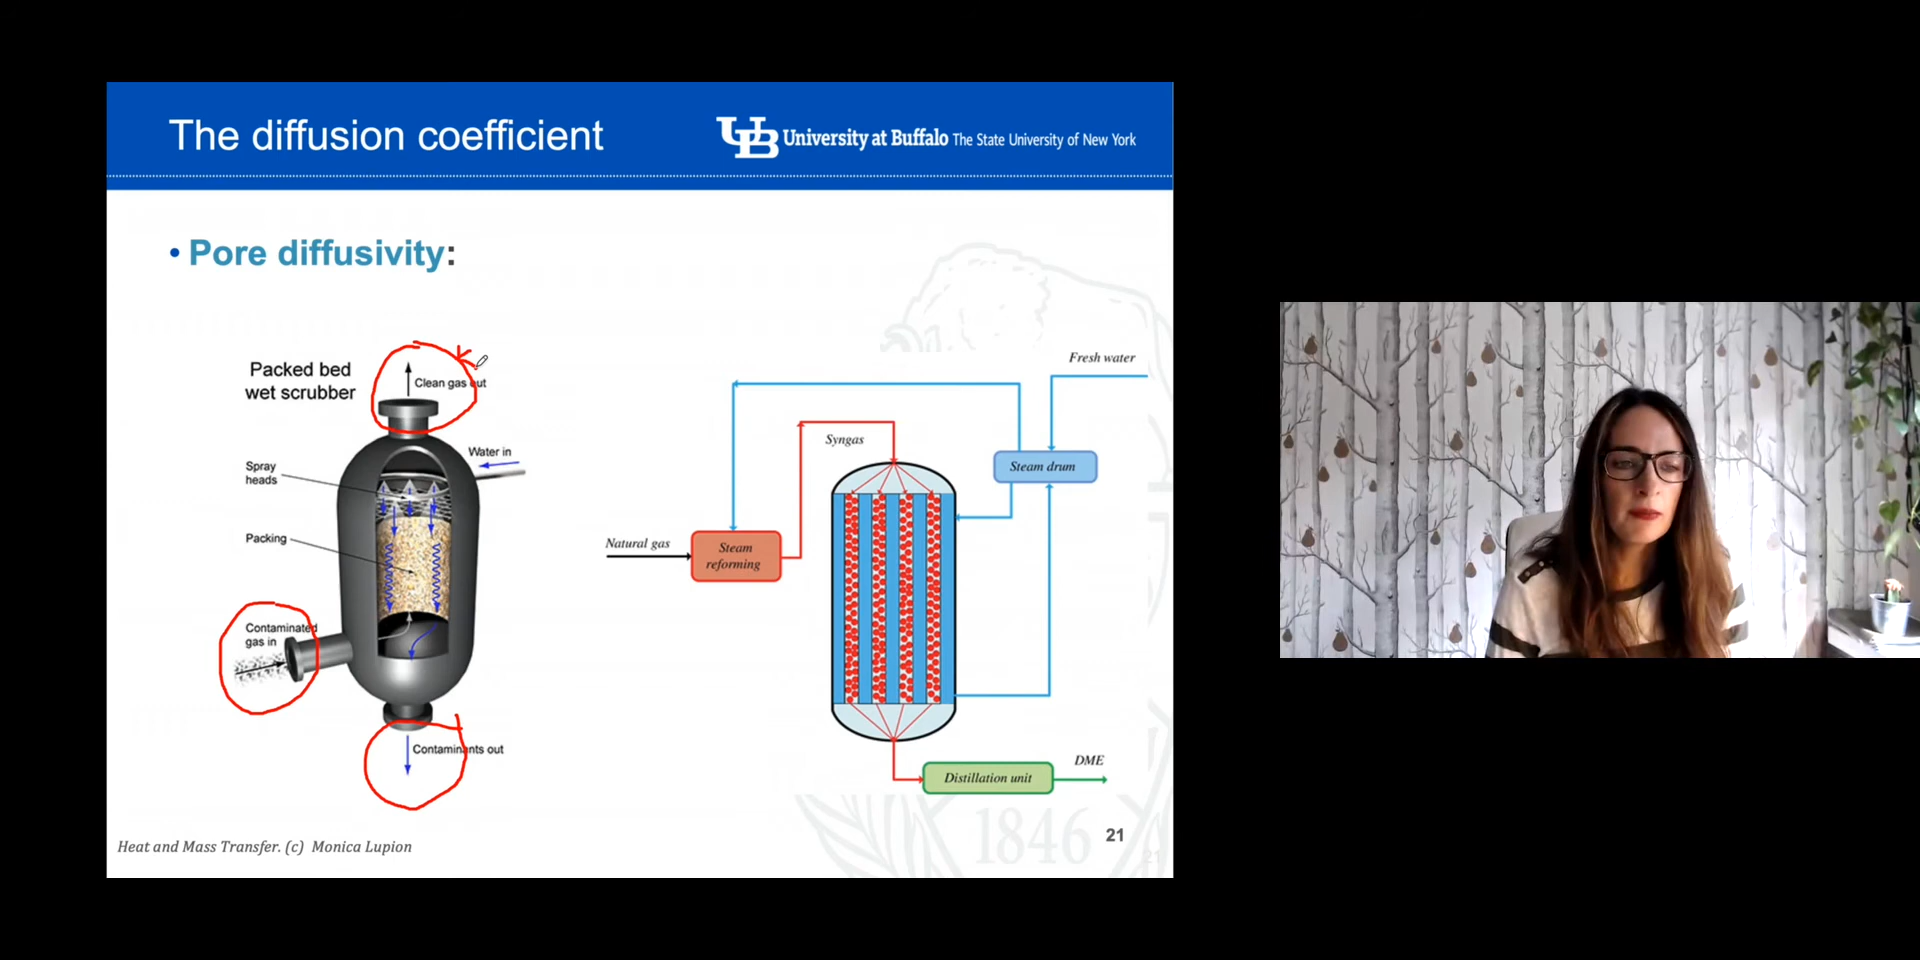 The diffusion coefficient
UB University at Buffalo The State University of New York
• Pore diffusivity:
Packed bed
wet scrubber
Clean gas out
Water in
Spray
heads
Packing
Contaminated
gas in
Contaminants out
Fresh water
Syngas
Steam drum
Natural gas
Steam
reforming
DME
Distillation unit
1846
21
21
Heat and Mass Transfer. (c) Monica Lupion